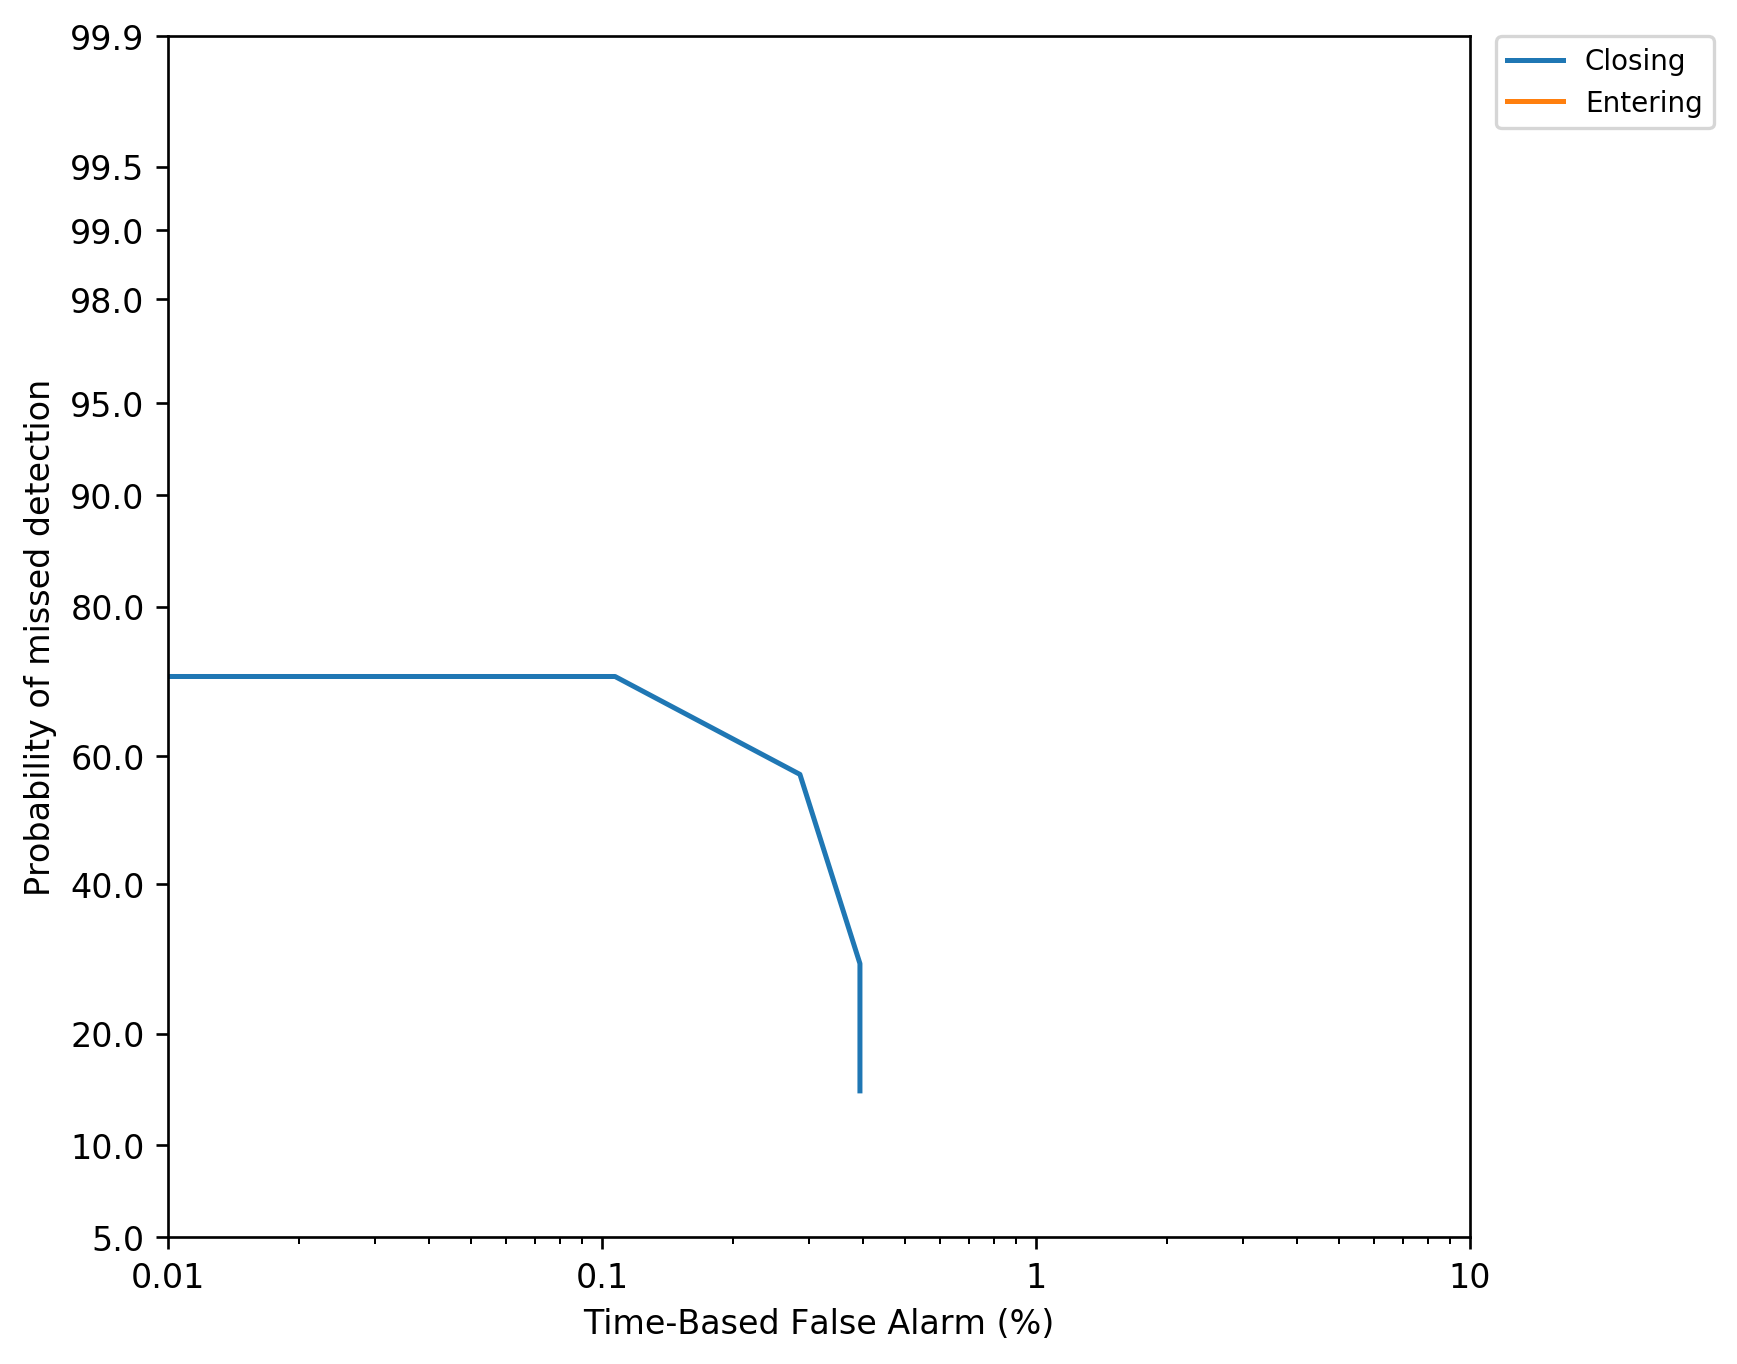 99.9
99.5
99.0
98.0
95.0
90.0
80.0
60.0
40.0
20.0
10.0
5.0
Probability of missed detection
0.01 0.1 1 10
Time-Based False Alarm (%)
Closing
Entering